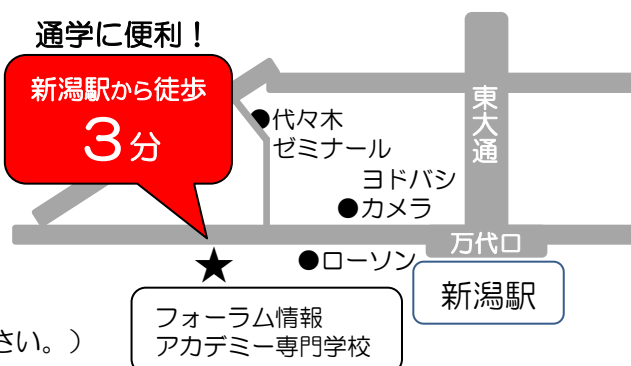 通学に便利！
新潟駅から徒歩
３分
●代々木
ゼミナール
ヨドバシ
●カメラ
東大通
万代口
●ローソン
新潟駅
★
フォーラム情報
アカデミー専門学校
さい。）